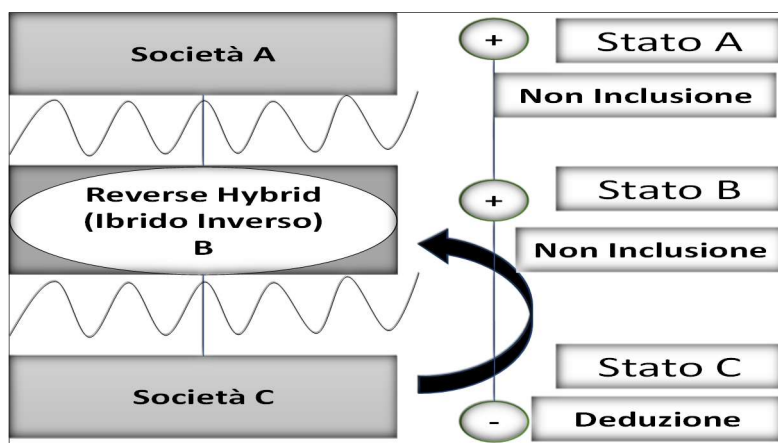 Società A
+
Stato A
Non Inclusione
Reverse Hybrid
(Ibrido Inverso)
B
+
Stato B
Non Inclusione
Società C
Stato C
-
Deduzione